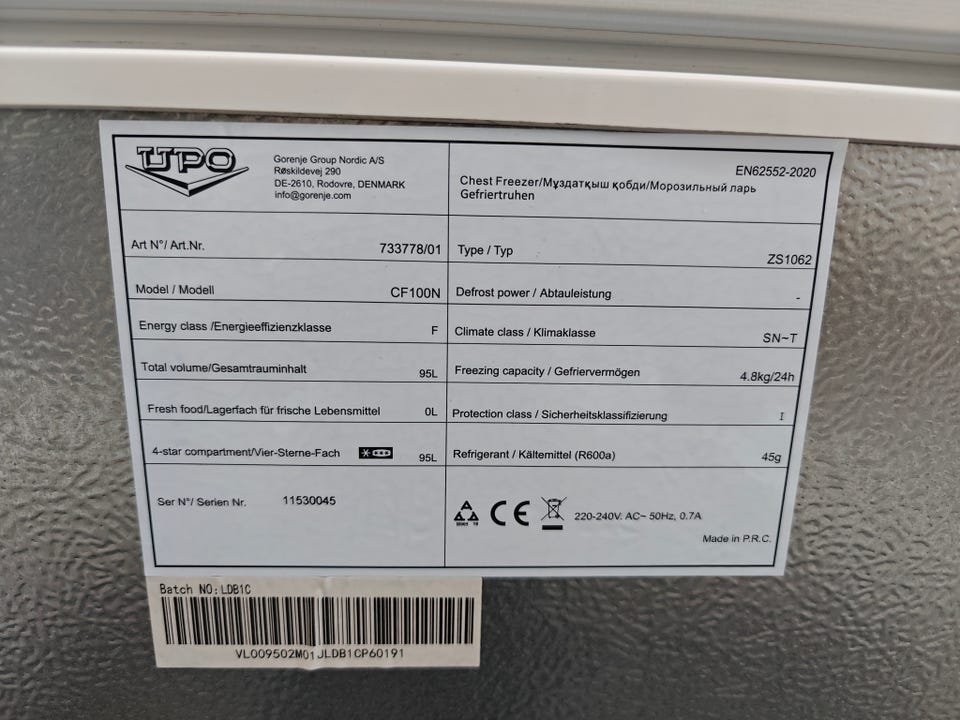 UPO
Gorenje Group Nordic A/S
Røskildevej 290
DE-2610, Rodovre, DENMARK
info@gorenje.com
EN62552-2020
Chest Freezer/Мұздатқыш қобди/Морозильный ларь
Gefriertruhen
Art N°/ Art.Nr. 733778/01
Type / Typ ZS1062
Model / Modell CF100N
Defrost power / Abtauleistung -
Energy class /Energieeffizienzklasse F
Climate class / Klimaklasse SN~T
Total volume/Gesamtrauminhalt 95L
Freezing capacity / Gefriervermögen 4.8kg/24h
Fresh food/Lagerfach für frische Lebensmittel 0L
Protection class / Sicherheitsklassifizierung I
4-star compartment/Vier-Sterne-Fach 95L
Refrigerant / Kältemittel (R600a) 45g
Ser N°/ Serien Nr. 11530045
CE 220-240V. AC~ 50Hz, 0.7A
Made in P.R.C.
Batch NO:LDB1C
VL009502M01JLDB1CP60191